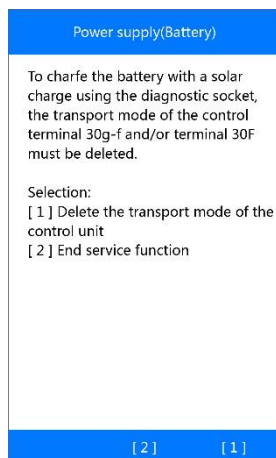 Power supply(Battery)
To charfe the battery with a solar
charge using the diagnostic socket,
the transport mode of the control
terminal 30g-f and/or terminal 30F
must be deleted.
Selection:
[ 1 ] Delete the transport mode of the
control unit
[ 2 ] End service function
[ 2 ] [ 1 ]